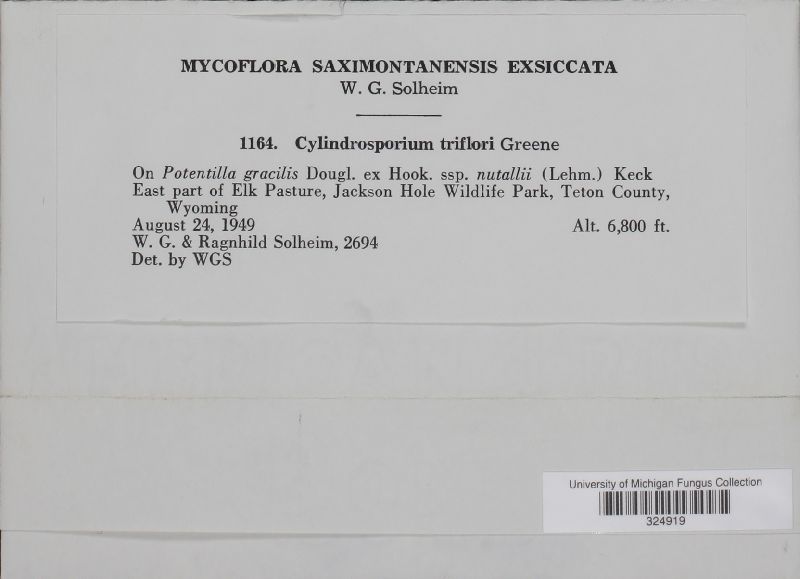 MYCOFLORA SAXIMONTANENSIS EXSICCATA
W. G. Solheim
1164. Cylindrosporium triflori Greene
On Potentilla gracilis Dougl. ex Hook. ssp. nutallii (Lehm.) Keck
East part of Elk Pasture, Jackson Hole Wildlife Park, Teton County,
Wyoming
August 24, 1949 Alt. 6,800 ft.
W. G. & Ragnhild Solheim, 2694
Det. by WGS
University of Michigan Fungus Collection
324919